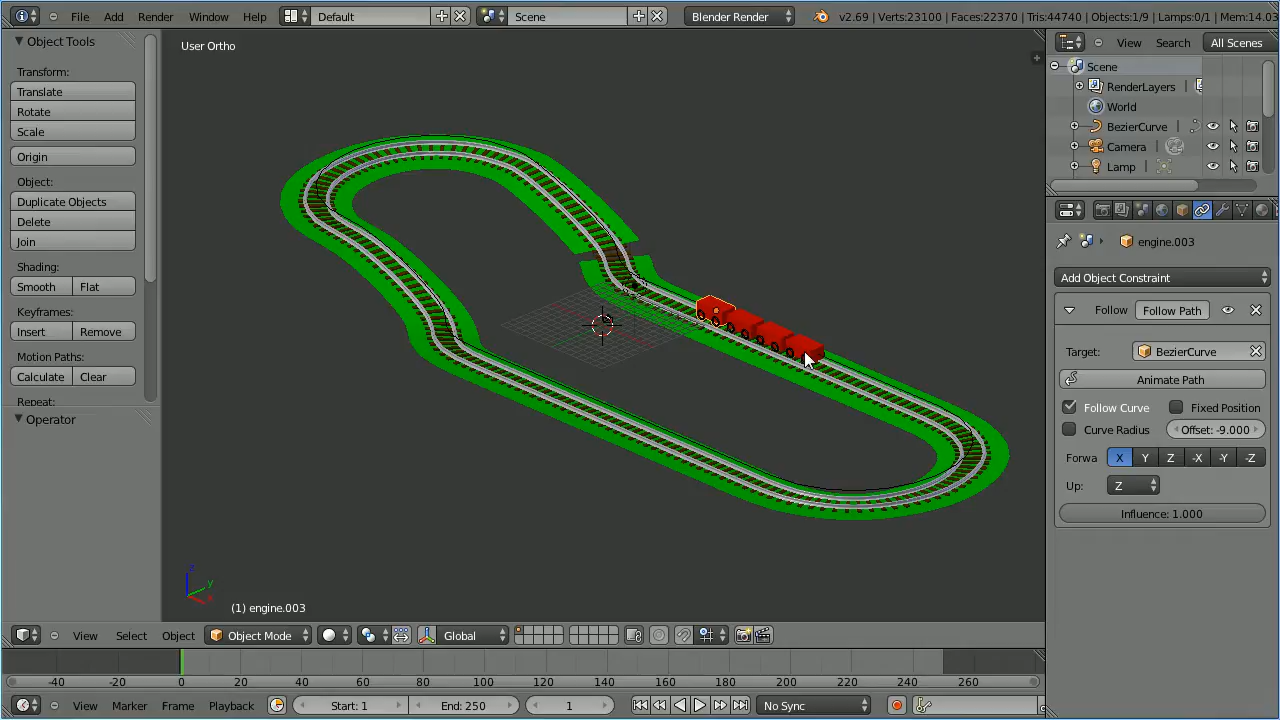 File Add Render Window Help Default Scene Blender Render v2.69 | Verts:23100 | Faces:22370 | Tris:44740 | Objects:1/9 | Lamps:0/1 | Mem:14.03
Object Tools
Transform:
Translate
Rotate
Scale
Origin
Object:
Duplicate Objects
Delete
Join
Shading:
Smooth Flat
Keyframes:
Insert Remove
Motion Paths:
Calculate Clear
Repeat:
Operator
User Ortho
z
y
x
(1) engine.003
View Search All Scenes
Scene
RenderLayers
World
BezierCurve
Camera
Lamp
engine.003
Add Object Constraint
Follow Follow Path
Target: BezierCurve
Animate Path
Follow Curve Fixed Position
Curve Radius Offset: -9.000
Forwa X Y Z -X -Y -Z
Up: Z
Influence: 1.000
View Select Object Object Mode Global
-40 -20 0 20 40 60 80 100 120 140 160 180 200 220 240 260
View Marker Frame Playback Start: 1 End: 250 1 No Sync